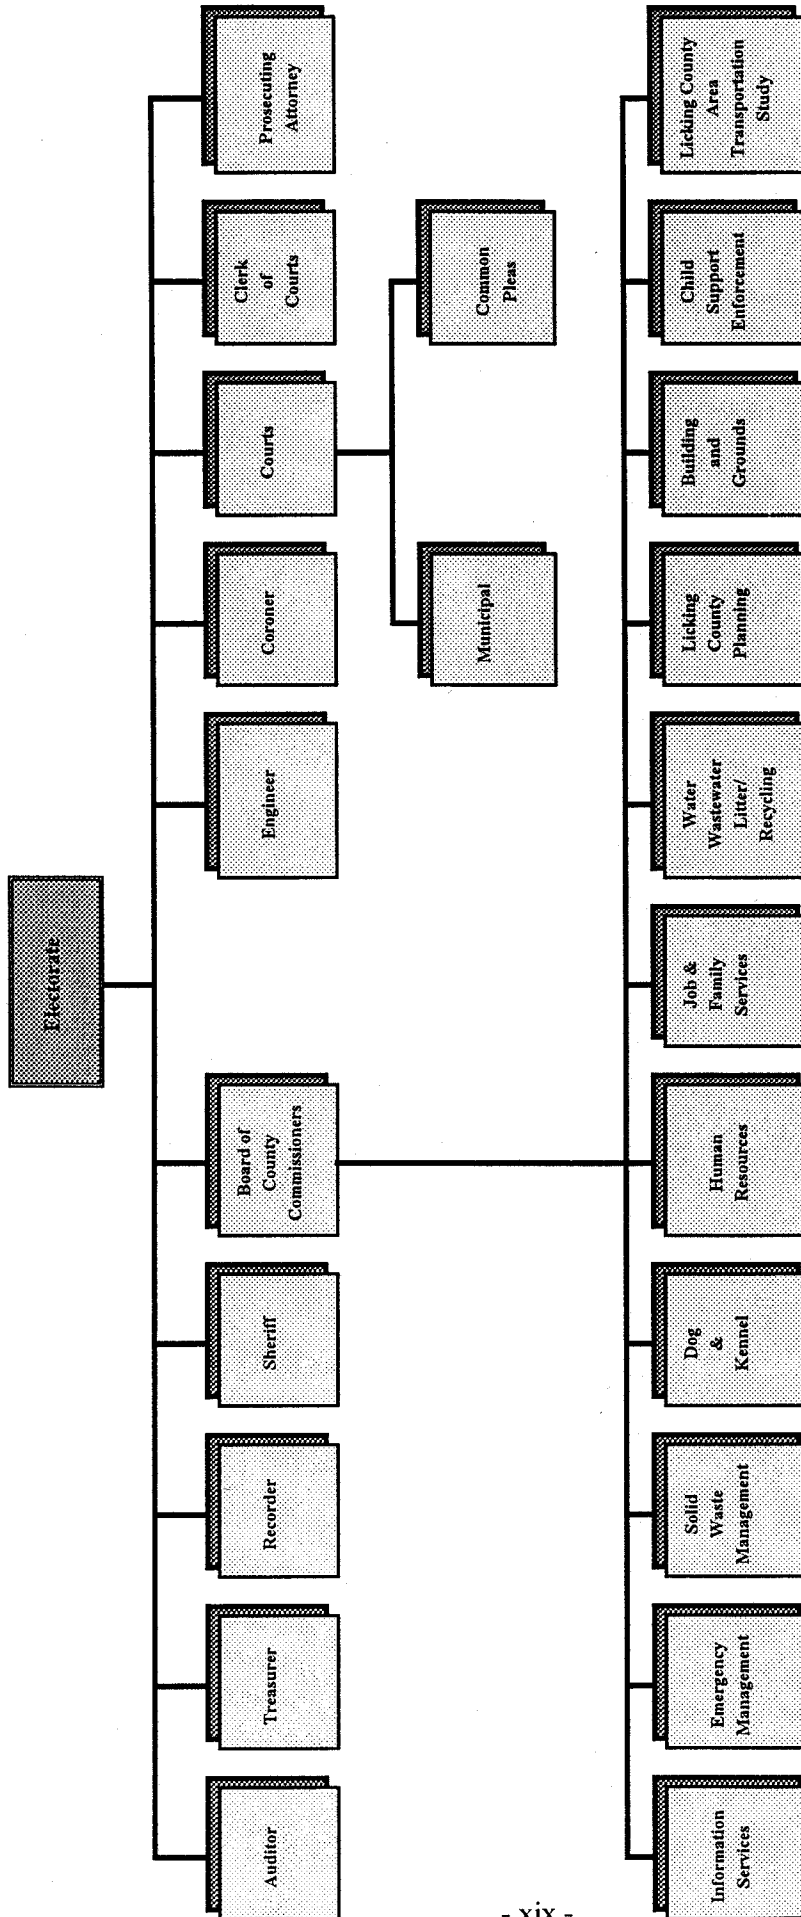 Electorate
Auditor
Treasurer
Recorder
Sheriff
Board of
County
Commissioners
Engineer
Coroner
Courts
Clerk
of
Courts
Prosecuting
Attorney
Municipal
Common
Pleas
Information
Services
Emergency
Management
Solid
Waste
Management
Dog
&
Kennel
Human
Resources
Job &
Family
Services
Water
Wastewater
Litter/
Recycling
Licking
County
Planning
Building
and
Grounds
Child
Support
Enforcement
Licking County
Area
Transportation
Study
- xix -